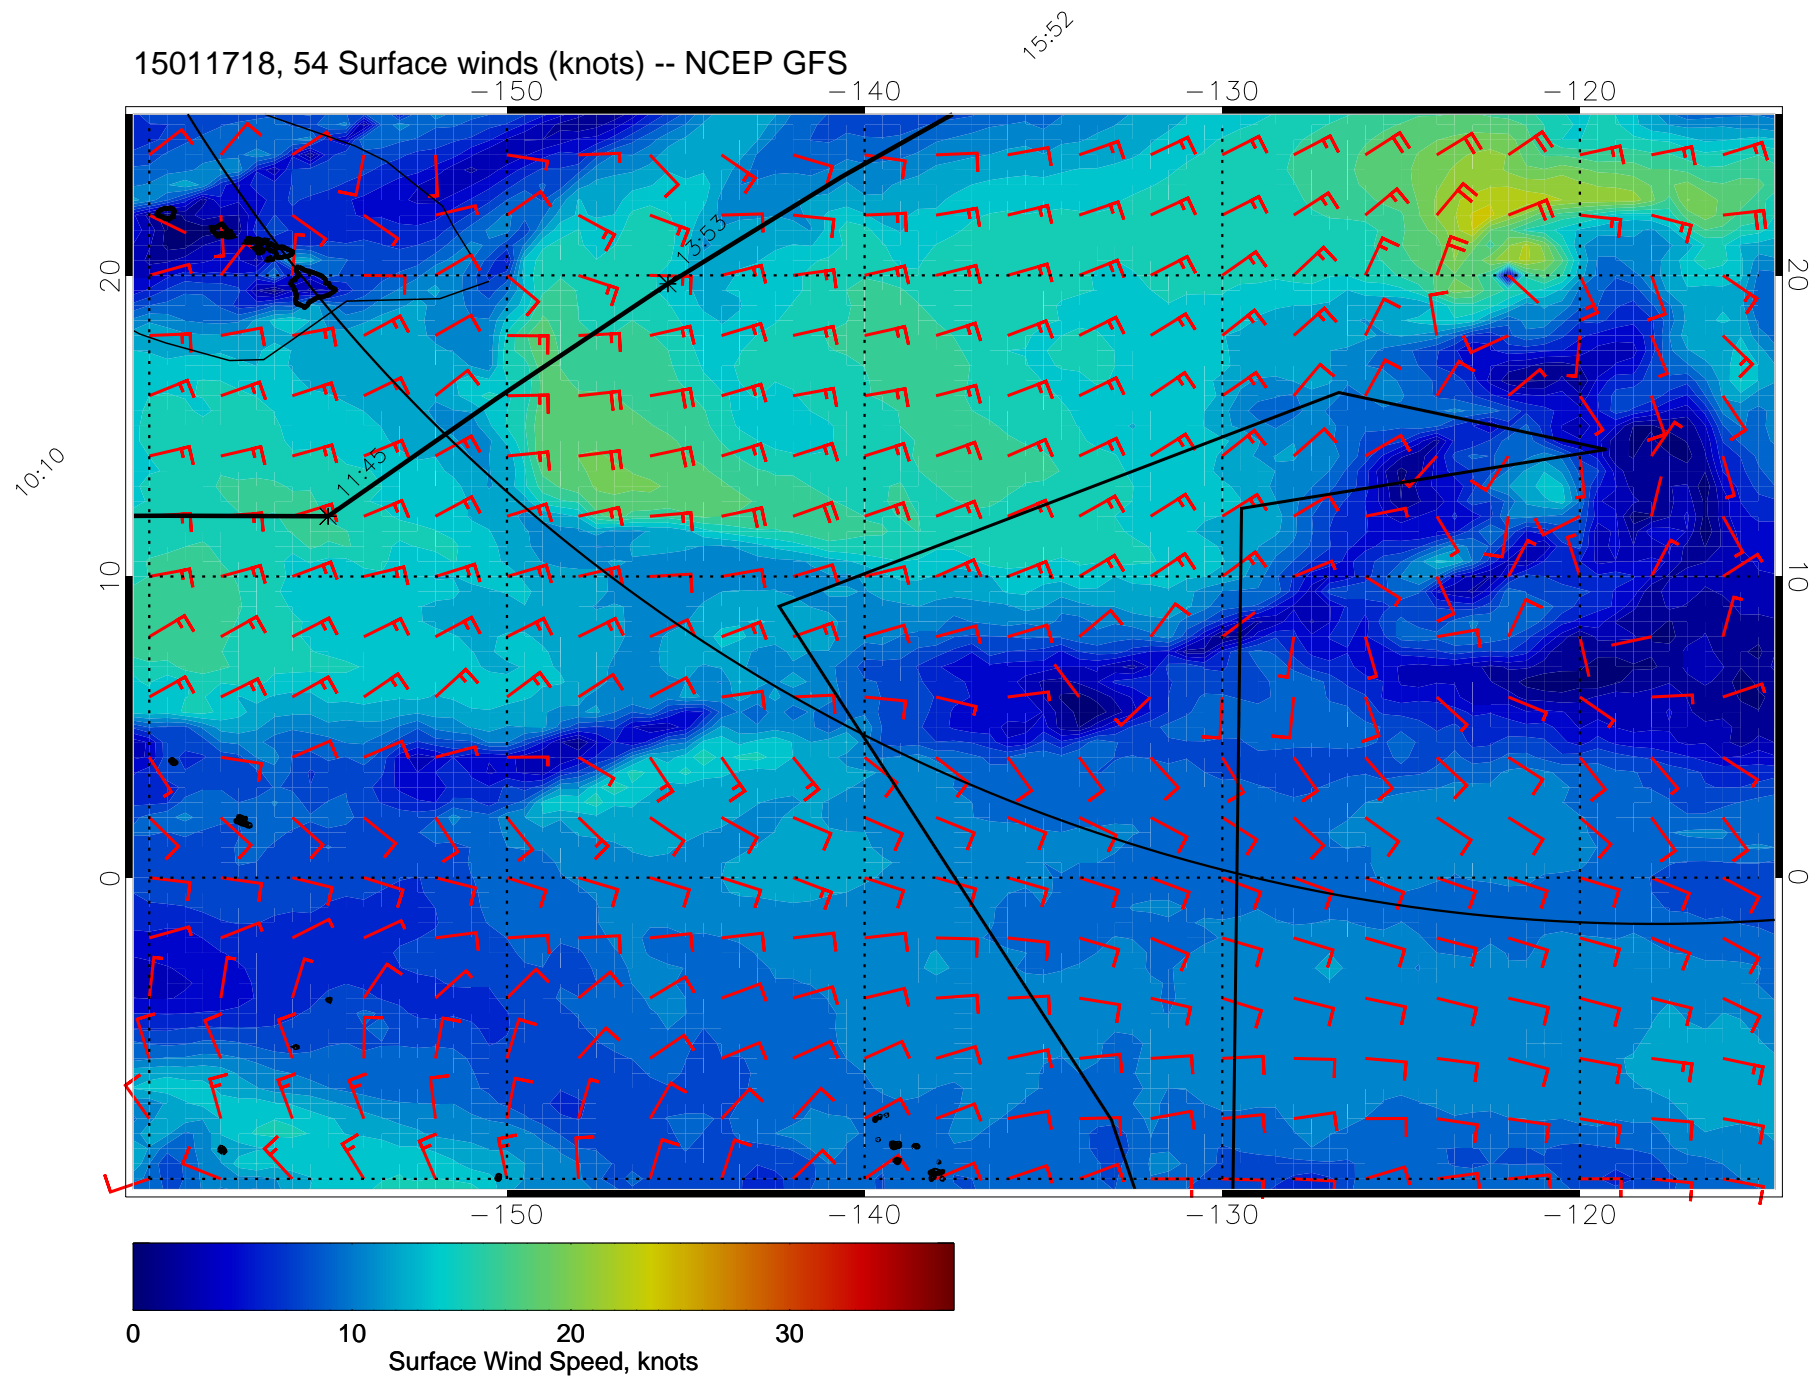 15:52
15011718, 54 Surface winds (knots) -- NCEP GFS
−150 −140 −130 −120
13:53
20 20
11:45
10:10
10 10
0 0
−150 −140 −130 −120
0 10 20 30
Surface Wind Speed, knots